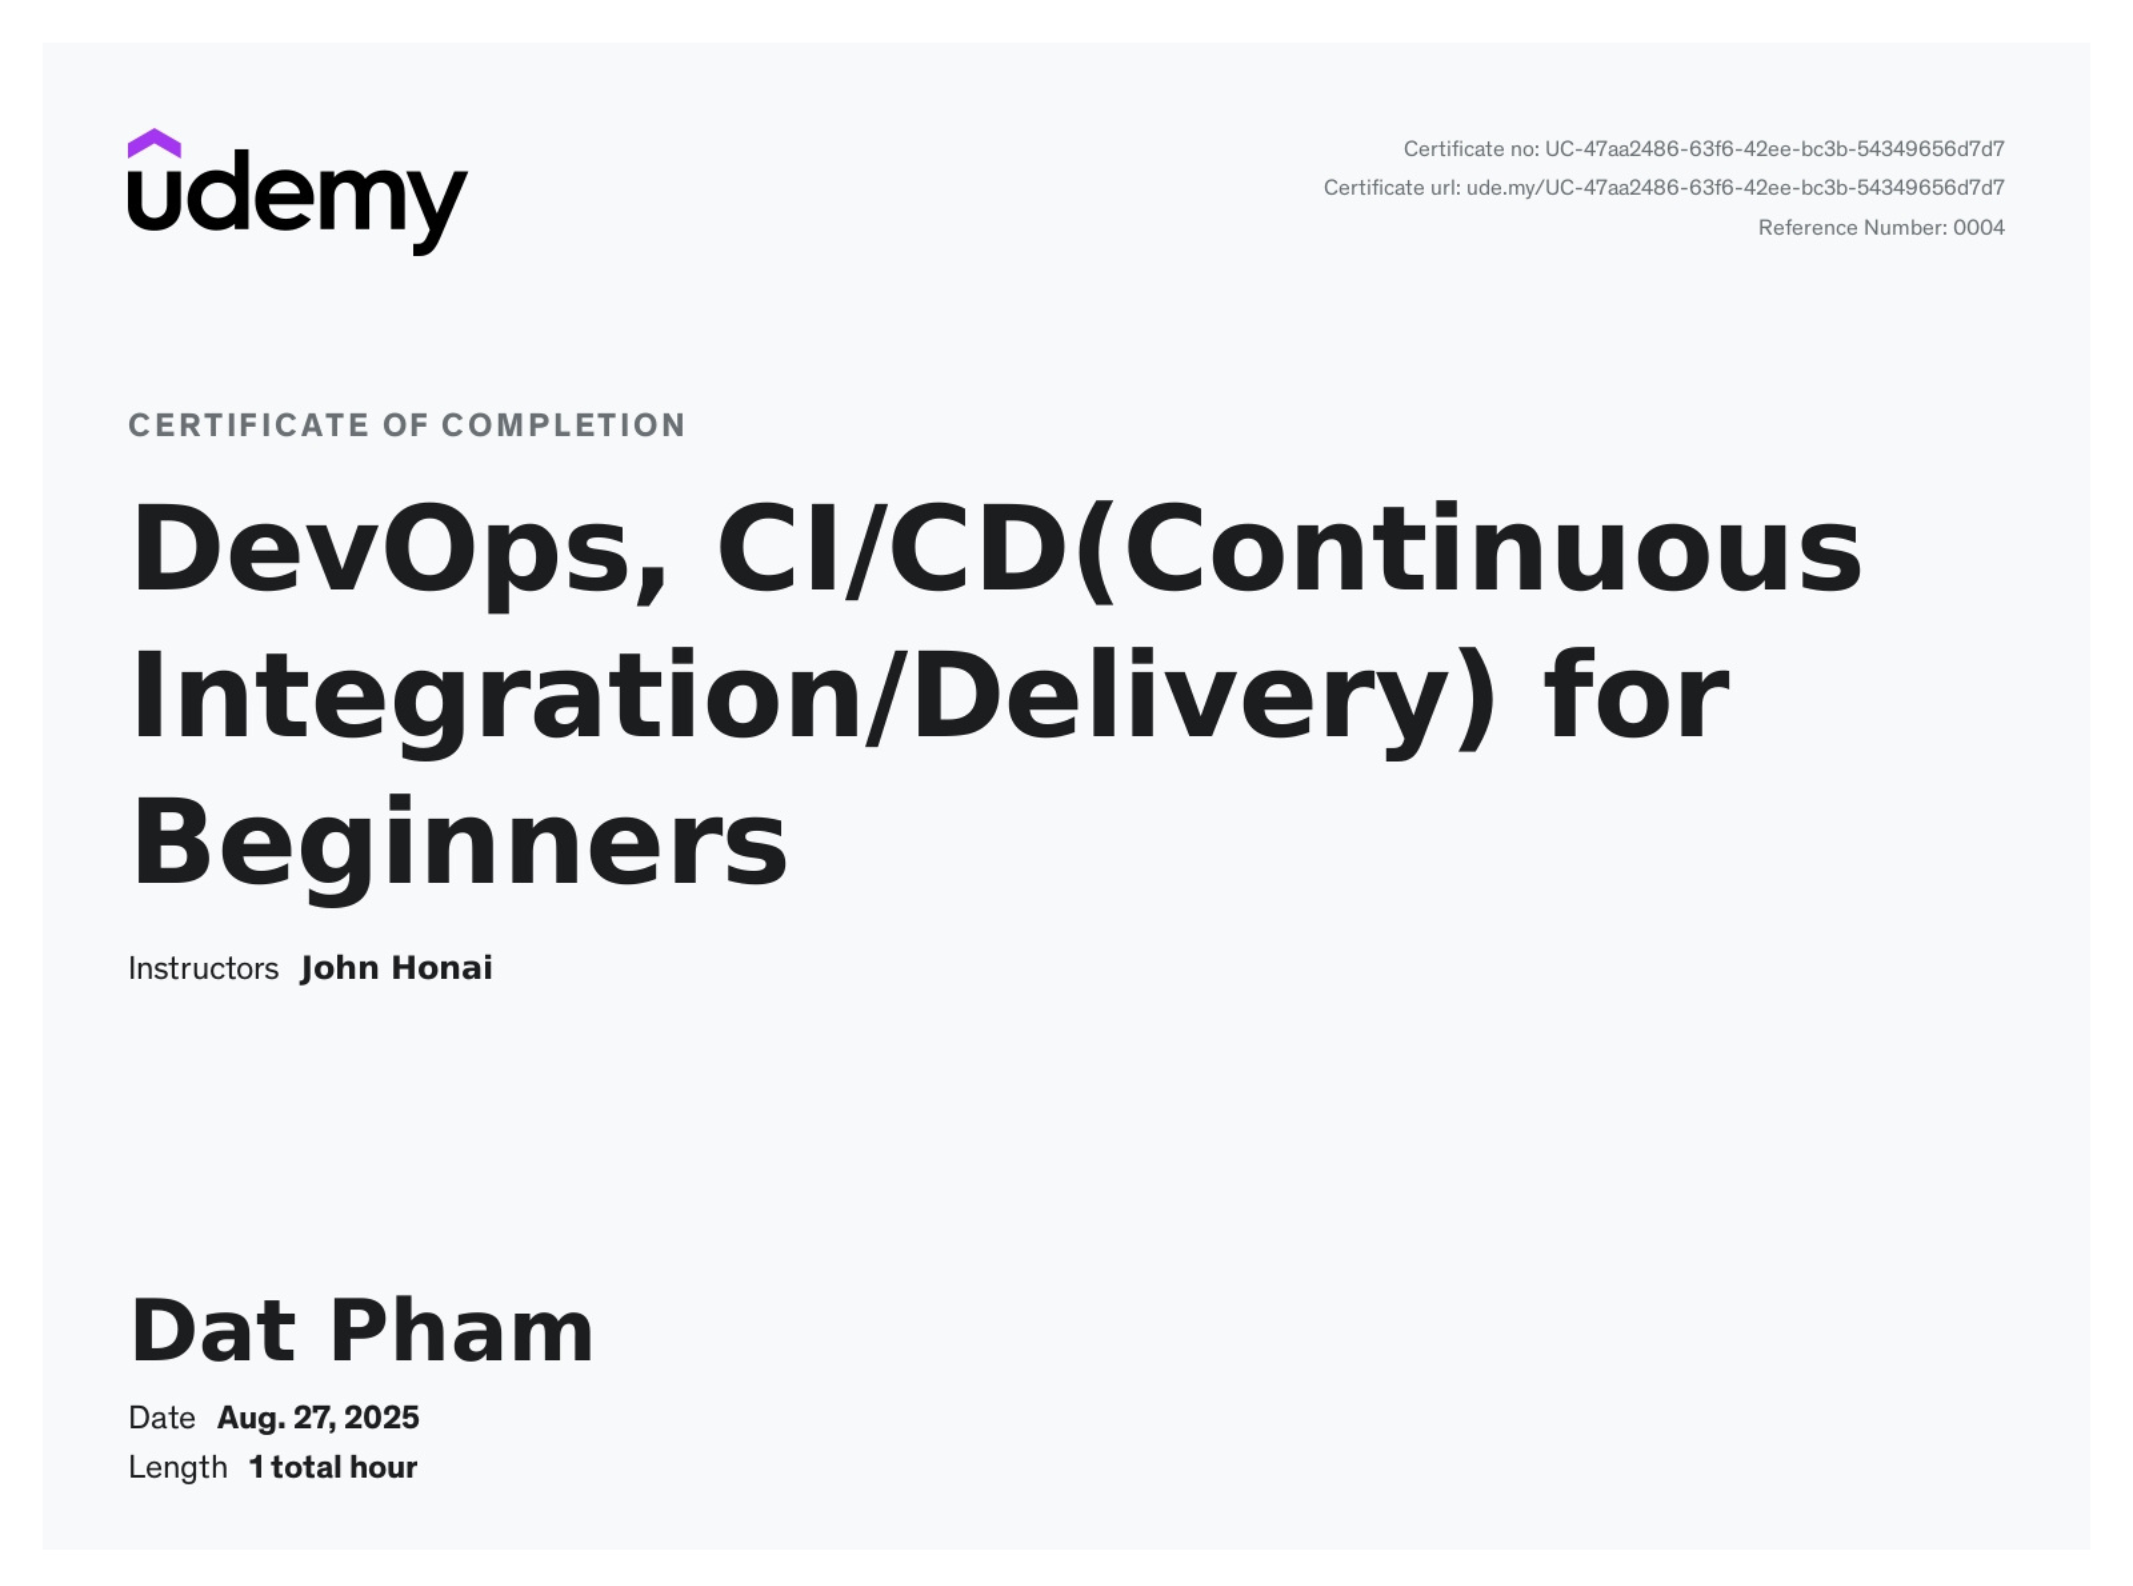 udemy
Certificate no: UC-47aa2486-63f6-42ee-bc3b-54349656d7d7
Certificate url: ude.my/UC-47aa2486-63f6-42ee-bc3b-54349656d7d7
Reference Number: 0004
CERTIFICATE OF COMPLETION
DevOps, CI/CD(Continuous
Integration/Delivery) for
Beginners
Instructors John Honai
Dat Pham
Date Aug. 27, 2025
Length 1 total hour